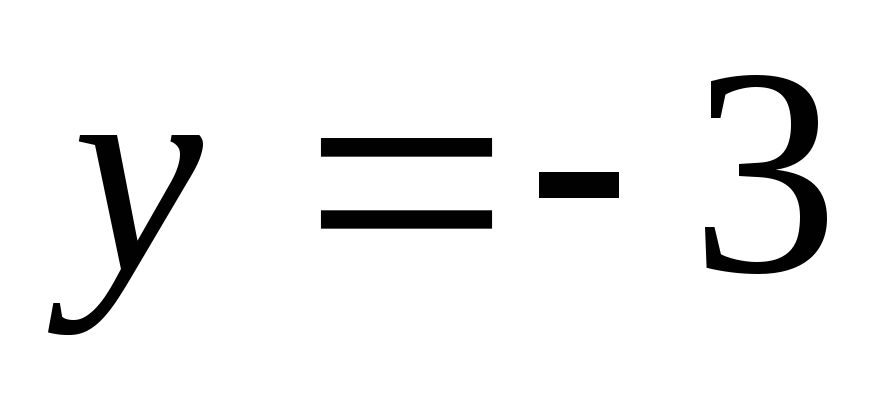 y = - 3